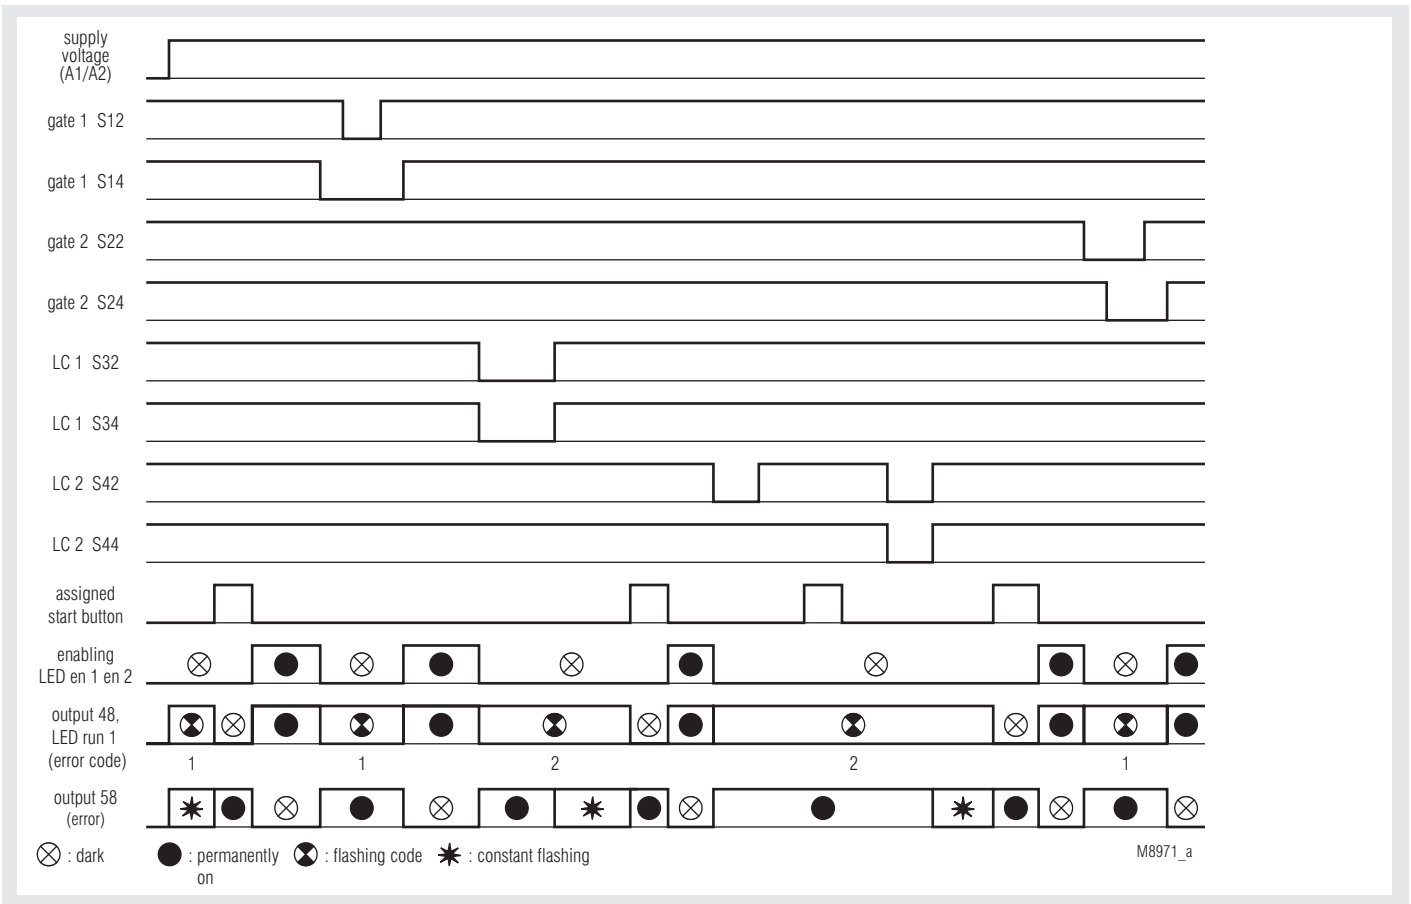 supply
voltage
(A1/A2)
gate 1 S12
gate 1 S14
gate 2 S22
gate 2 S24
LC 1 S32
LC 1 S34
LC 2 S42
LC 2 S44
assigned
start button
enabling
LED en 1 en 2
output 48,
LED run 1
(error code)
1 1 2 2 1
output 58
(error)
: dark : permanently on : flashing code : constant flashing
M8971_a